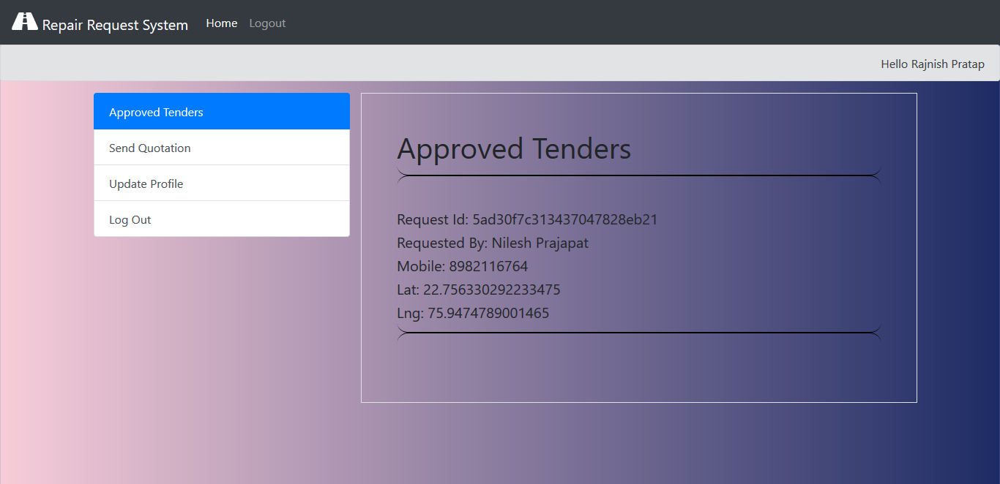 Repair Request System Home Logout
Hello Rajnish Pratap
Approved Tenders
Send Quotation
Update Profile
Log Out
Approved Tenders
Request Id: 5ad30f7c313437047828eb21
Requested By: Nilesh Prajapat
Mobile: 8982116764
Lat: 22.756330292233475
Lng: 75.9474789001465